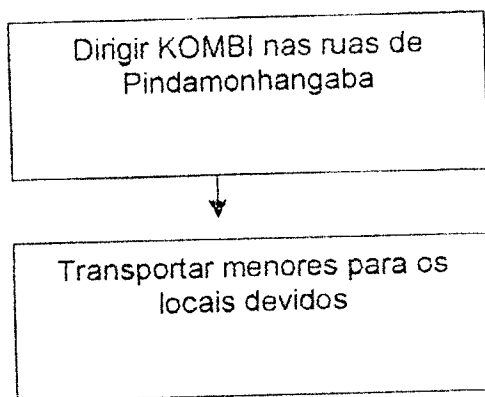 Dirigir KOMBI nas ruas de
Pindamonhangaba
Transportar menores para os
locais devidos